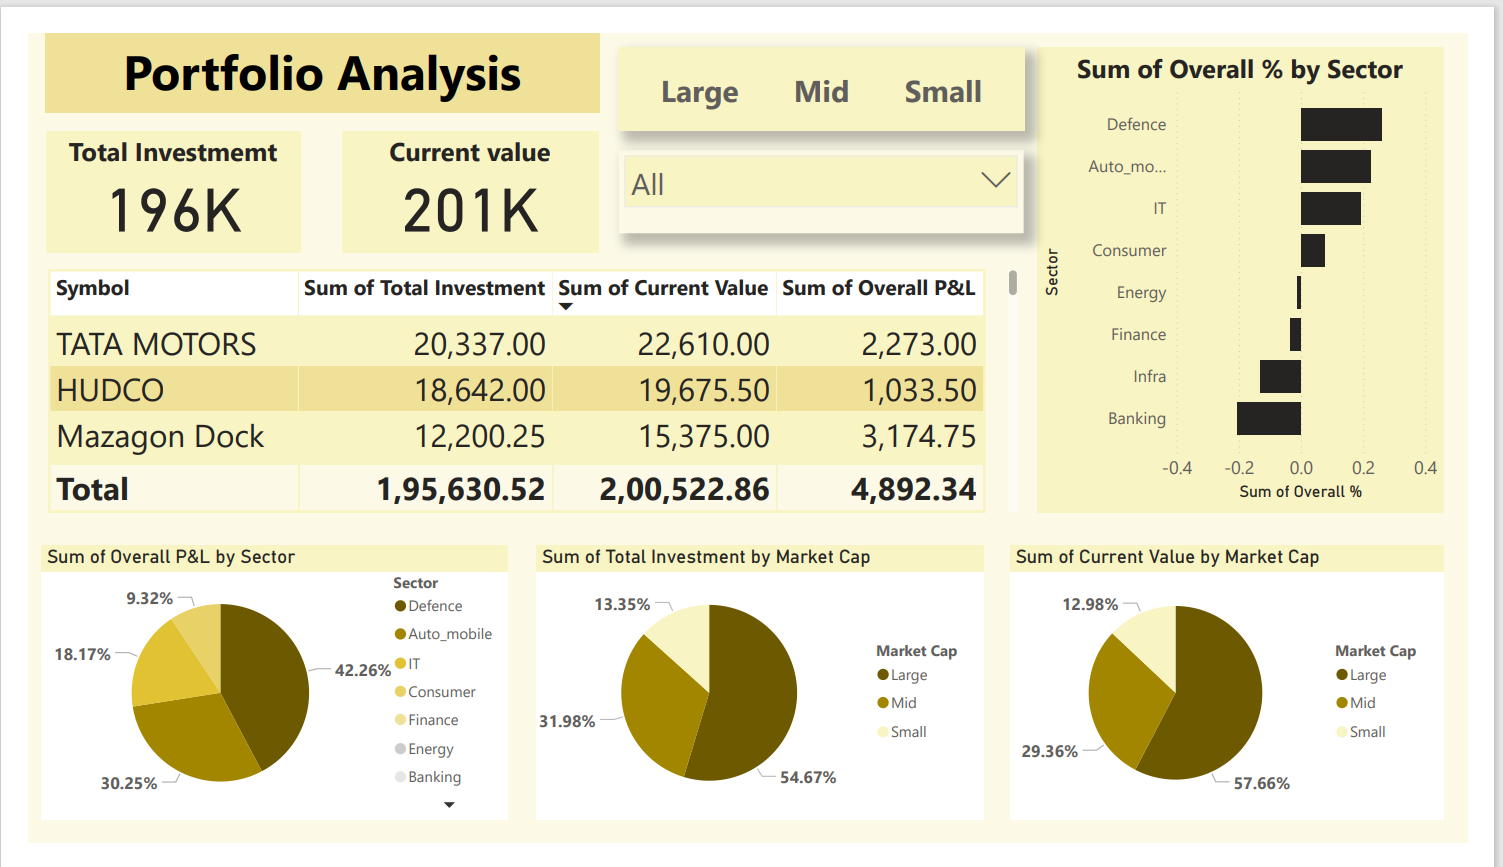 Portfolio Analysis
Total Investmemt
196K
Current value
201K
Large Mid Small
All
Symbol Sum of Total Investment Sum of Current Value Sum of Overall P&L
TATA MOTORS 20,337.00 22,610.00 2,273.00
HUDCO 18,642.00 19,675.50 1,033.50
Mazagon Dock 12,200.25 15,375.00 3,174.75
Total 1,95,630.52 2,00,522.86 4,892.34
Sum of Overall % by Sector
Sector
Defence
Auto_mo...
IT
Consumer
Energy
Finance
Infra
Banking
-0.4 -0.2 0.0 0.2 0.4
Sum of Overall %
Sum of Overall P&L by Sector
9.32%
18.17%
42.26%
30.25%
Sector
Defence
Auto_mobile
IT
Consumer
Finance
Energy
Banking
Sum of Total Investment by Market Cap
13.35%
31.98%
54.67%
Market Cap
Large
Mid
Small
Sum of Current Value by Market Cap
12.98%
29.36%
57.66%
Market Cap
Large
Mid
Small